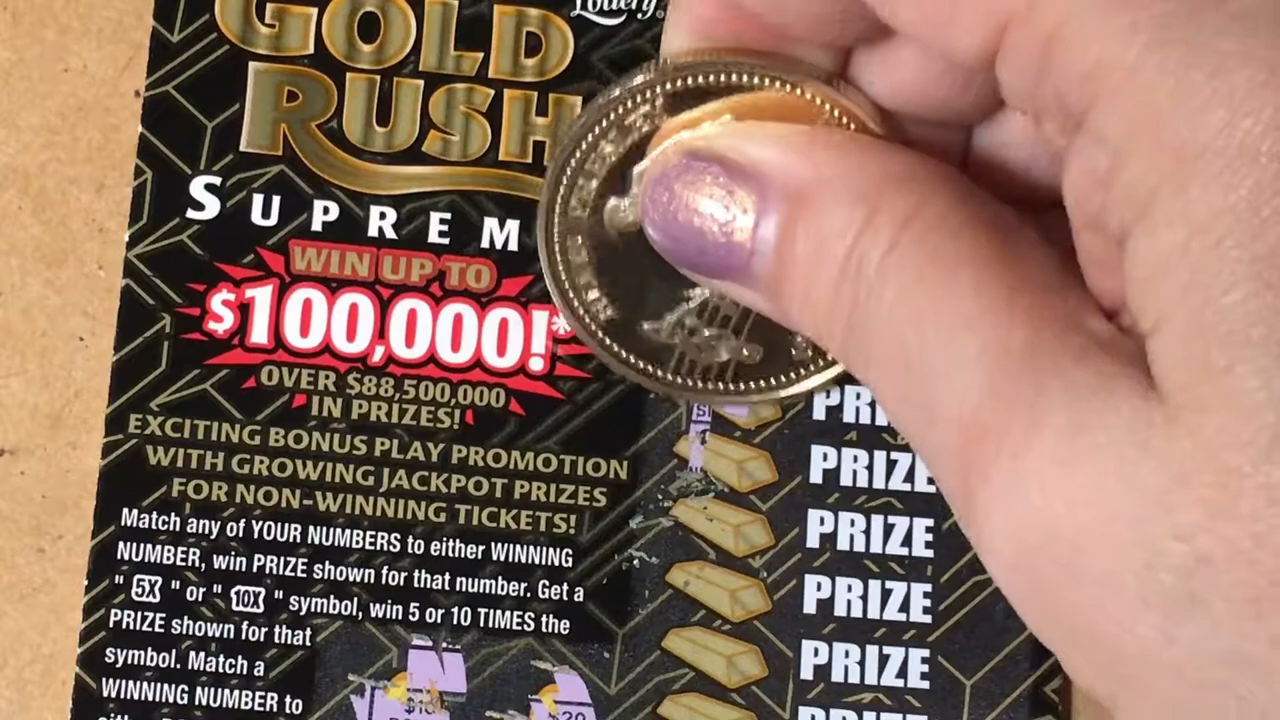 Lottery
GOLD
RUSH
SUPREM
WIN UP TO
$100,000!*
OVER $88,500,000
IN PRIZES!
EXCITING BONUS PLAY PROMOTION
WITH GROWING JACKPOT PRIZES
FOR NON-WINNING TICKETS!
Match any of YOUR NUMBERS to either WINNING
NUMBER, win PRIZE shown for that number. Get a
" 5X " or " 10X " symbol, win 5 or 10 TIMES the
PRIZE shown for that
symbol. Match a
WINNING NUMBER to
PRI
PRIZE
PRIZE
PRIZE
PRIZE